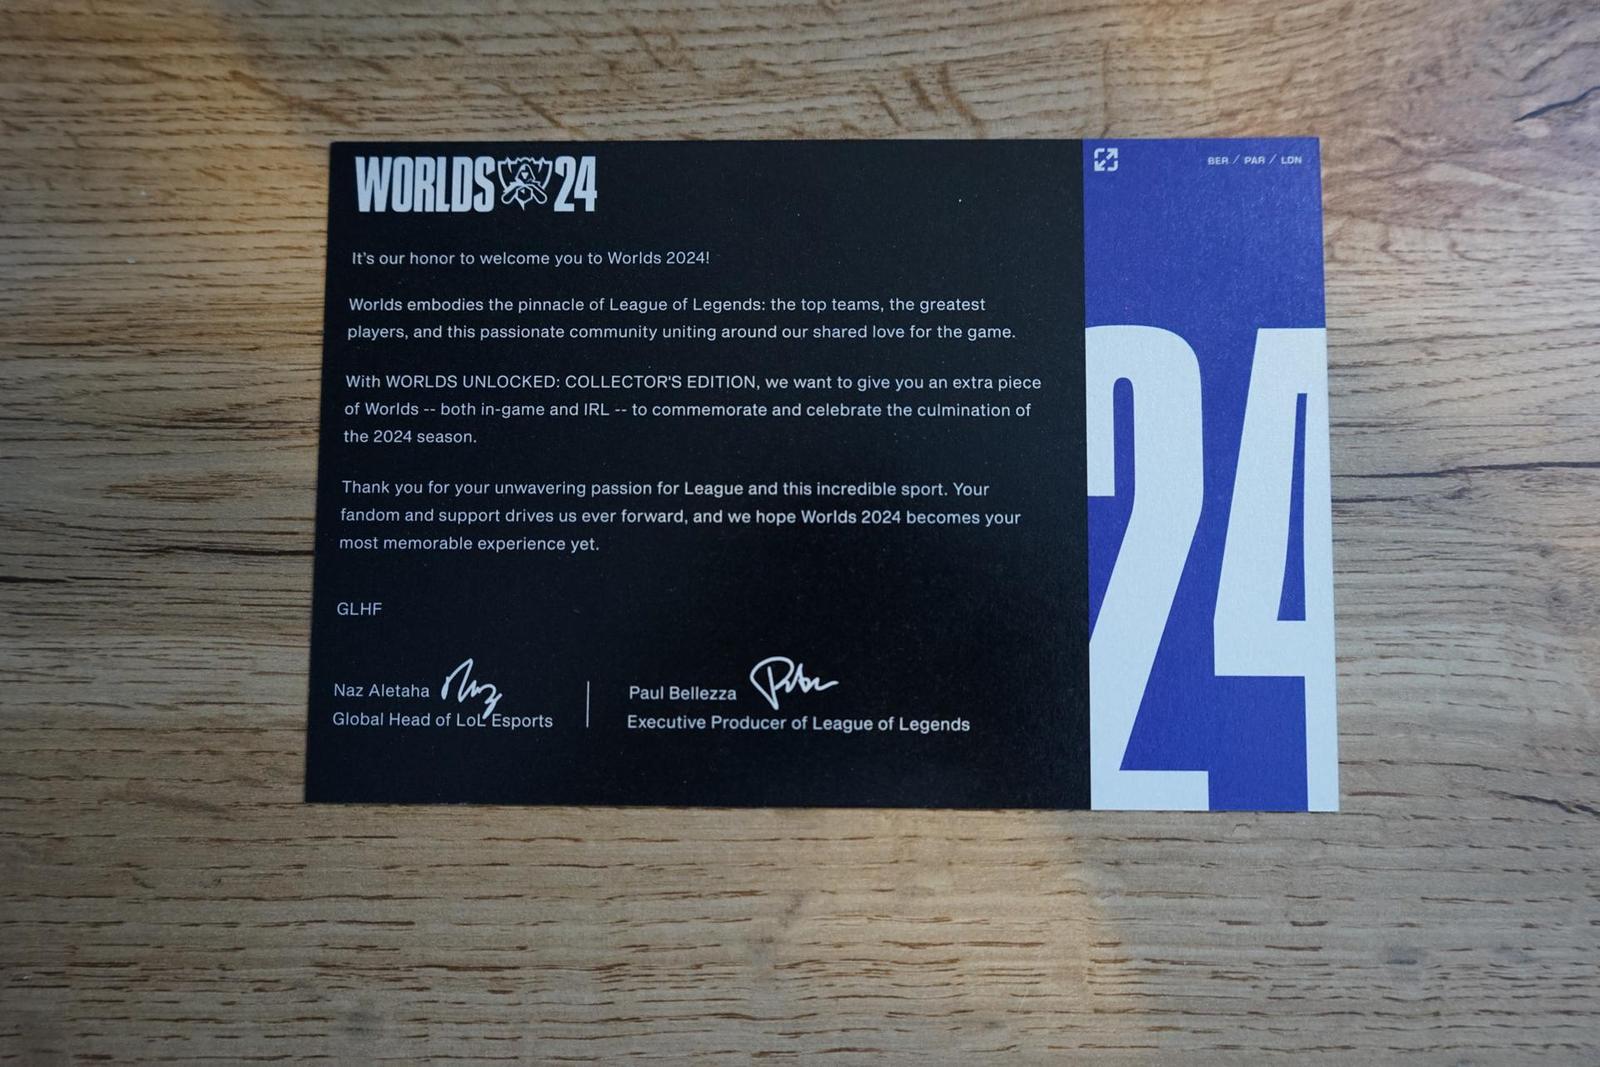 WORLDS 24
BER / PAR / LDN
It's our honor to welcome you to Worlds 2024!
Worlds embodies the pinnacle of League of Legends: the top teams, the greatest
players, and this passionate community uniting around our shared love for the game.
With WORLDS UNLOCKED: COLLECTOR'S EDITION, we want to give you an extra piece
of Worlds -- both in-game and IRL -- to commemorate and celebrate the culmination of
the 2024 season.
Thank you for your unwavering passion for League and this incredible sport. Your
fandom and support drives us ever forward, and we hope Worlds 2024 becomes your
most memorable experience yet.
GLHF
Naz Aletaha Naz
Global Head of LoL Esports
Paul Bellezza
Executive Producer of League of Legends
24